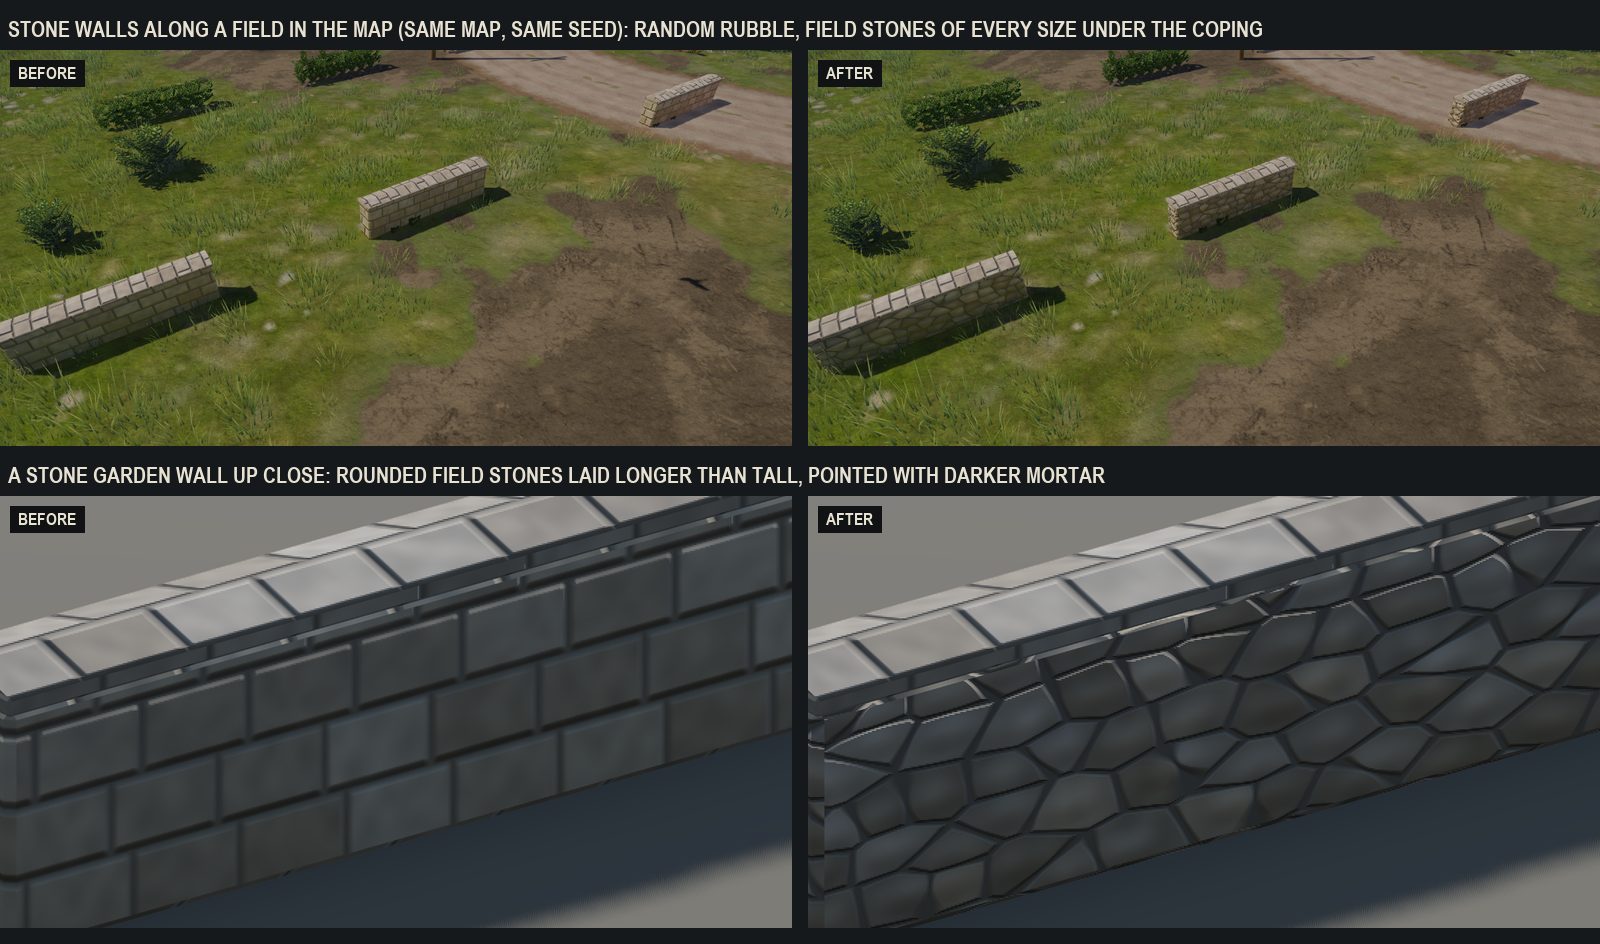 STONE WALLS ALONG A FIELD IN THE MAP (SAME MAP, SAME SEED): RANDOM RUBBLE, FIELD STONES OF EVERY SIZE UNDER THE COPING
BEFORE
AFTER
A STONE GARDEN WALL UP CLOSE: ROUNDED FIELD STONES LAID LONGER THAN TALL, POINTED WITH DARKER MORTAR
BEFORE
AFTER